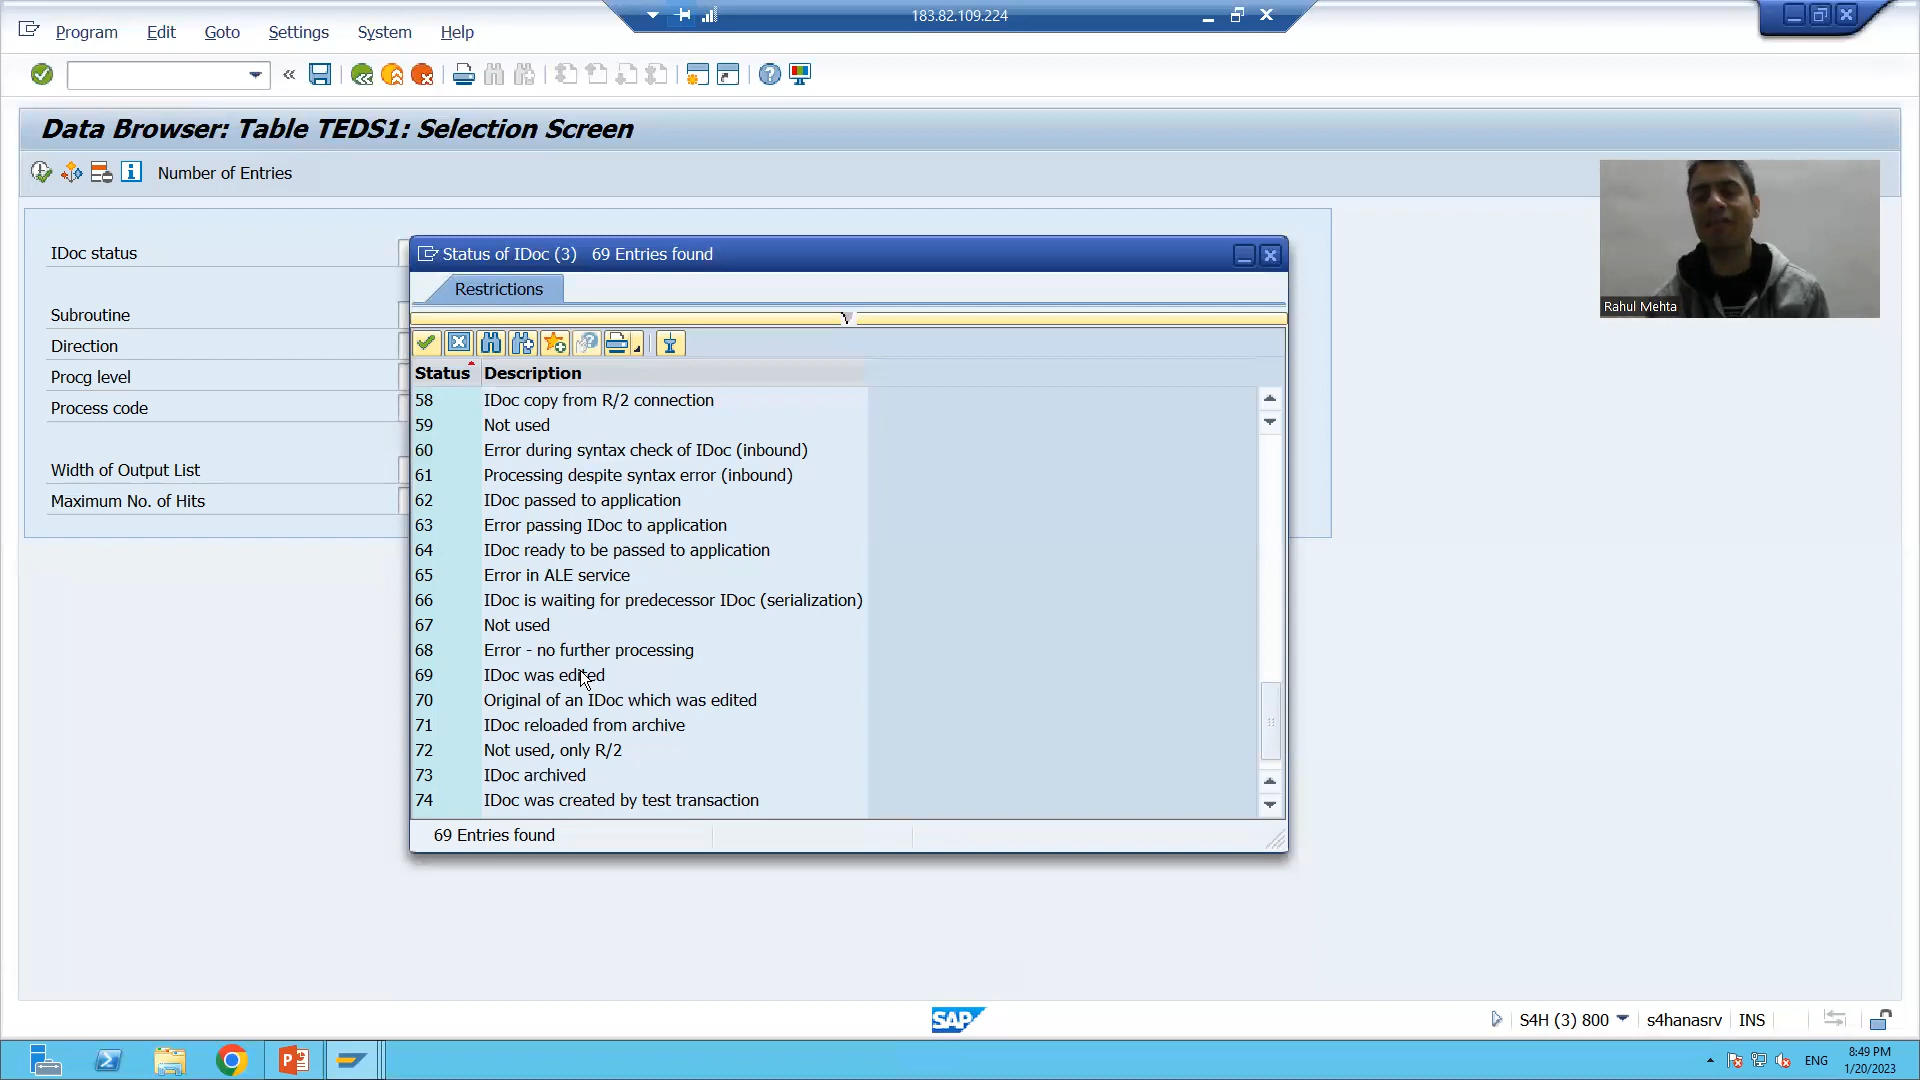 183.82.109.224
Program Edit Goto Settings System Help
Data Browser: Table TEDS1: Selection Screen
Number of Entries
IDoc status
Subroutine
Direction
Procg level
Process code
Width of Output List
Maximum No. of Hits
Status of IDoc (3) 69 Entries found
Restrictions
Status Description
58 IDoc copy from R/2 connection
59 Not used
60 Error during syntax check of IDoc (inbound)
61 Processing despite syntax error (inbound)
62 IDoc passed to application
63 Error passing IDoc to application
64 IDoc ready to be passed to application
65 Error in ALE service
66 IDoc is waiting for predecessor IDoc (serialization)
67 Not used
68 Error - no further processing
69 IDoc was edited
70 Original of an IDoc which was edited
71 IDoc reloaded from archive
72 Not used, only R/2
73 IDoc archived
74 IDoc was created by test transaction
69 Entries found
Rahul Mehta
SAP
S4H (3) 800 s4hanasrv INS
ENG
8:49 PM
1/20/2023